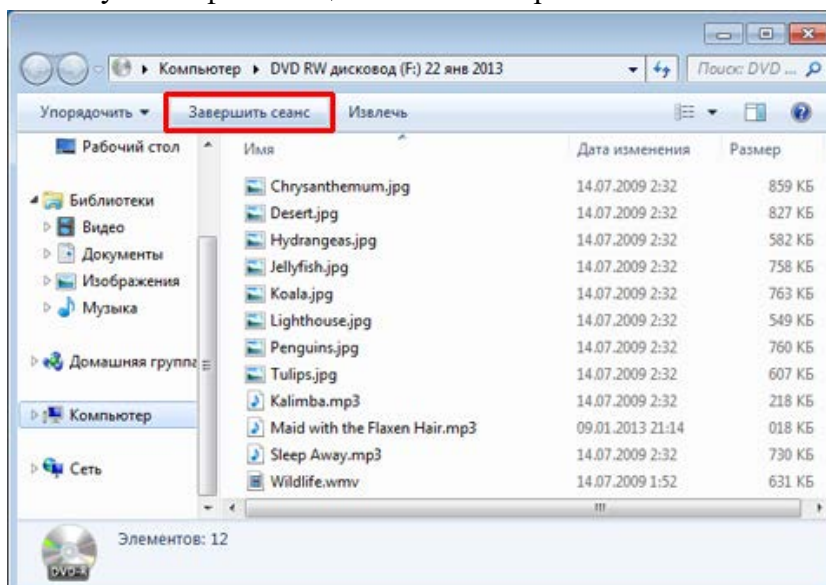 Компьютер ▸ DVD RW дисковод (F:) 22 янв 2013
Поиск: DVD ...
Упорядочить Завершить сеанс Извлечь
Рабочий стол
Библиотеки
Видео
Документы
Изображения
Музыка
Домашняя группа
Компьютер
Сеть
Имя Дата изменения Размер
Chrysanthemum.jpg 14.07.2009 2:32 859 КБ
Desert.jpg 14.07.2009 2:32 827 КБ
Hydrangeas.jpg 14.07.2009 2:32 582 КБ
Jellyfish.jpg 14.07.2009 2:32 758 КБ
Koala.jpg 14.07.2009 2:32 763 КБ
Lighthouse.jpg 14.07.2009 2:32 549 КБ
Penguins.jpg 14.07.2009 2:32 760 КБ
Tulips.jpg 14.07.2009 2:32 607 КБ
Kalimba.mp3 14.07.2009 2:32 218 КБ
Maid with the Flaxen Hair.mp3 09.01.2013 21:14 018 КБ
Sleep Away.mp3 14.07.2009 2:32 730 КБ
Wildlife.wmv 14.07.2009 1:52 631 КБ
Элементов: 12
DVD-R